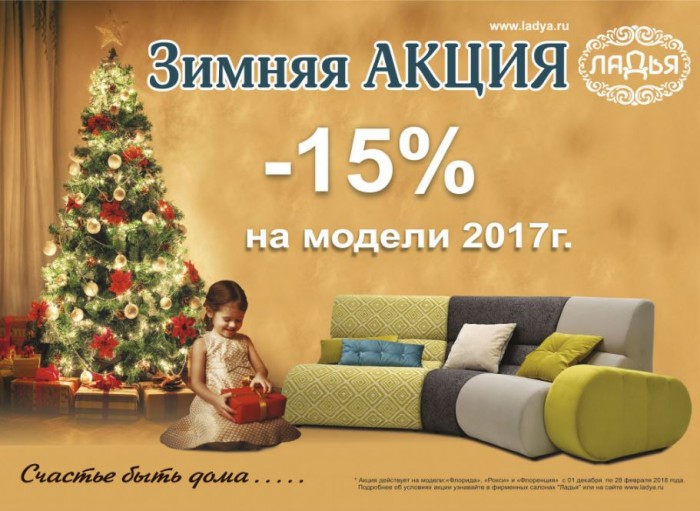 www.ladya.ru
Зимняя АКЦИЯ
ЛАДЬЯ
-15%
на модели 2017г.
Счастье быть дома.....
* Акция действует на модели «Флорида», «Рокси» и «Флоренция» с 01 декабря по 28 февраля 2018 года.
Подробнее об условиях акции узнавайте в фирменных салонах "Ладья" или на сайте www.ladya.ru